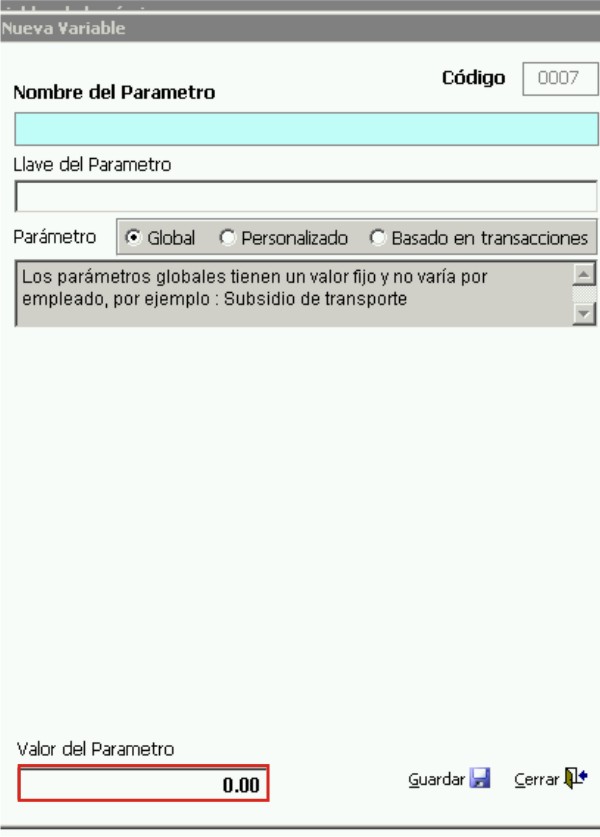 Nueva Variable
Código 0007
Nombre del Parametro
Llave del Parametro
Parámetro Global Personalizado Basado en transacciones
Los parámetros globales tienen un valor fijo y no varía por
empleado, por ejemplo : Subsidio de transporte
Valor del Parametro
0.00 Guardar Cerrar